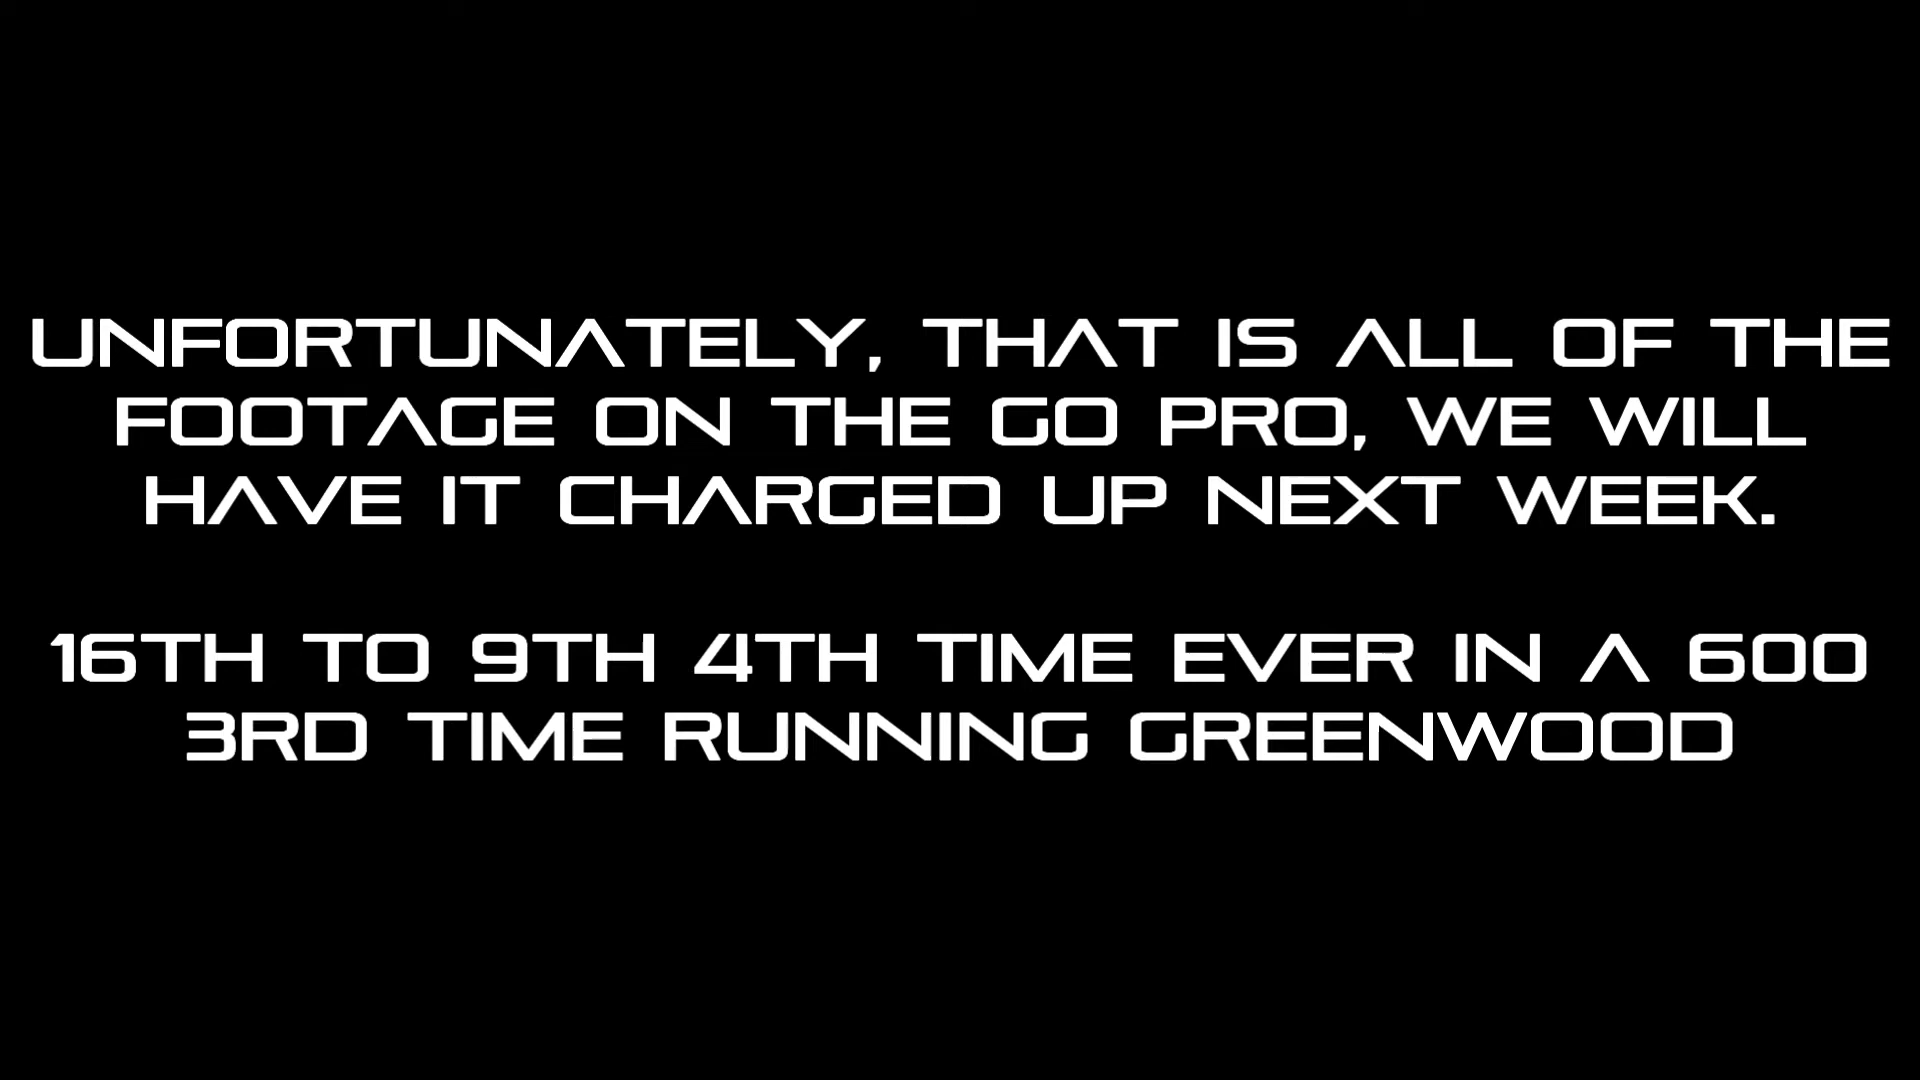 UNFORTUNATELY, THAT IS ALL OF THE
FOOTAGE ON THE GO PRO, WE WILL
HAVE IT CHARGED UP NEXT WEEK.
16TH TO 9TH 4TH TIME EVER IN A 600
3RD TIME RUNNING GREENWOOD